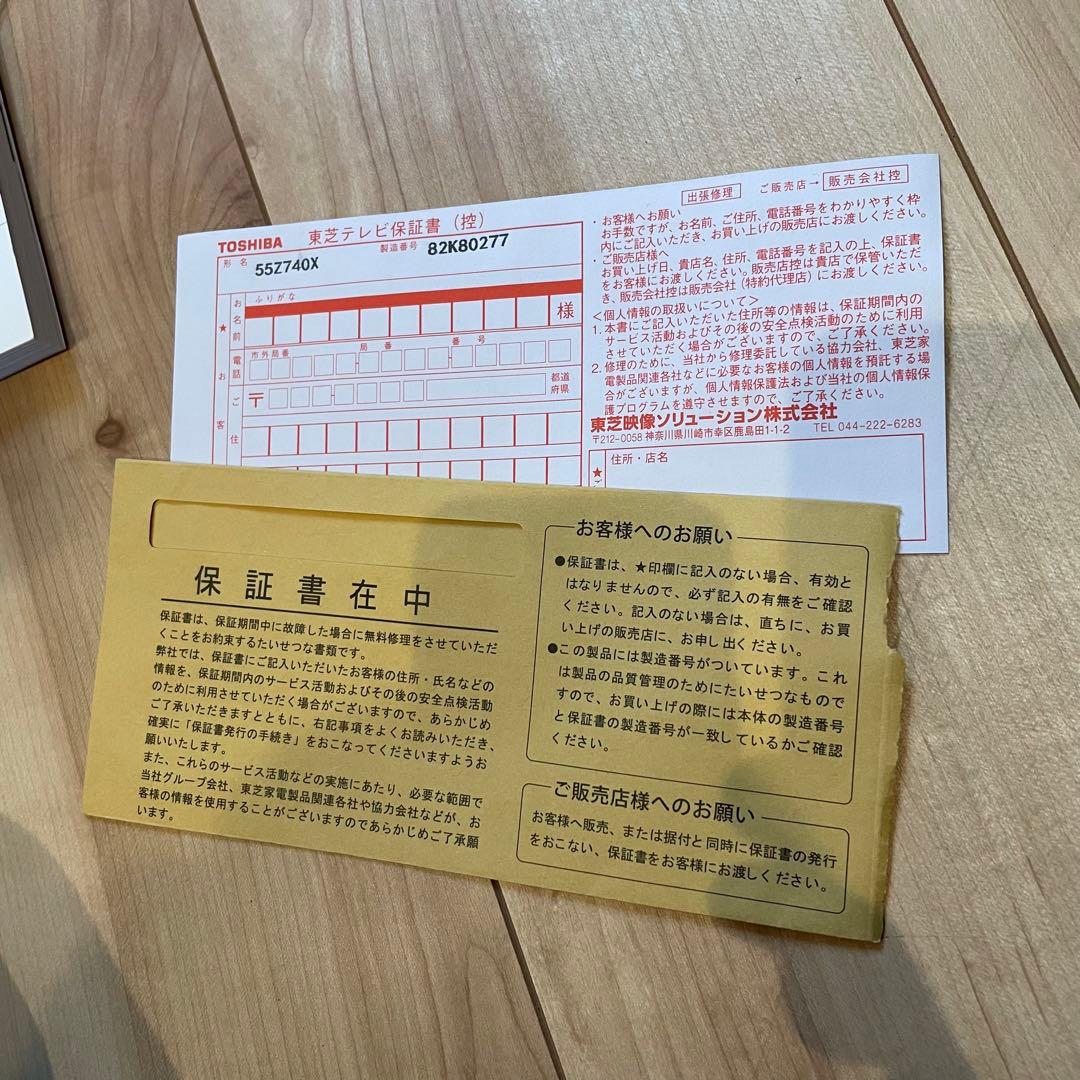 出張修理 ご販売店→ 販売会社控
TOSHIBA 東芝テレビ保証書（控）
形名 55Z740X 製造番号 82K80277
ふりがな
★お客
お名前
様
電話
市外局番 局番 番号
ご住
〒
都道府県
・お客様へお願い
お手数ですが、お名前、ご住所、電話番号をわかりやすく枠
内にご記入いただき、お買い上げの販売店にお渡しください。
・ご販売店様へ
お買い上げ日、貴店名、住所、電話番号を記入の上、保証書
をお客様にお渡しください。販売店控は貴店で保管いただ
き、販売会社控は販売会社（特約代理店）にお渡しください。
＜個人情報の取扱いについて＞
1. 本書にご記入いただいた住所等の情報は、保証期間内の
サービス活動およびその後の安全点検活動のために利用
させていただく場合がございますので、ご了承ください。
2. 修理のために、当社から修理委託している協力会社、東芝家
電製品関連各社などに必要なお客様の個人情報を預託する場
合がございますが、個人情報保護法および当社の個人情報保
護プログラムを遵守させますので、ご了承ください。
東芝映像ソリューション株式会社
〒212-0058 神奈川県川崎市幸区鹿島田1-1-2 TEL 044-222-6283
★
住所・店名
保証書在中
保証書は、保証期間中に故障した場合に無料修理をさせていただ
くことをお約束するたいせつな書類です。
弊社では、保証書にご記入いただいたお客様の住所・氏名などの
情報を、保証期間内のサービス活動およびその後の安全点検活動
のために利用させていただく場合がございますので、あらかじめ
ご了承いただきますとともに、右記事項をよくお読みいただき、
確実に「保証書発行の手続き」をおこなってくださいますようお
願いいたします。
また、これらのサービス活動などの実施にあたり、必要な範囲で
当社グループ会社、東芝家電製品関連各社や協力会社などが、お
客様の情報を使用することがございますのであらかじめご了承願
います。
お客様へのお願い
●保証書は、★印欄に記入のない場合、有効と
はなりませんので、必ず記入の有無をご確認
ください。記入のない場合は、直ちに、お買
い上げの販売店に、お申し出ください。
●この製品には製造番号がついています。これ
は製品の品質管理のためにたいせつなもので
すので、お買い上げの際には本体の製造番号
と保証書の製造番号が一致しているかご確認
ください。
ご販売店様へのお願い
お客様へ販売、または据付と同時に保証書の発行
をおこない、保証書をお客様にお渡しください。